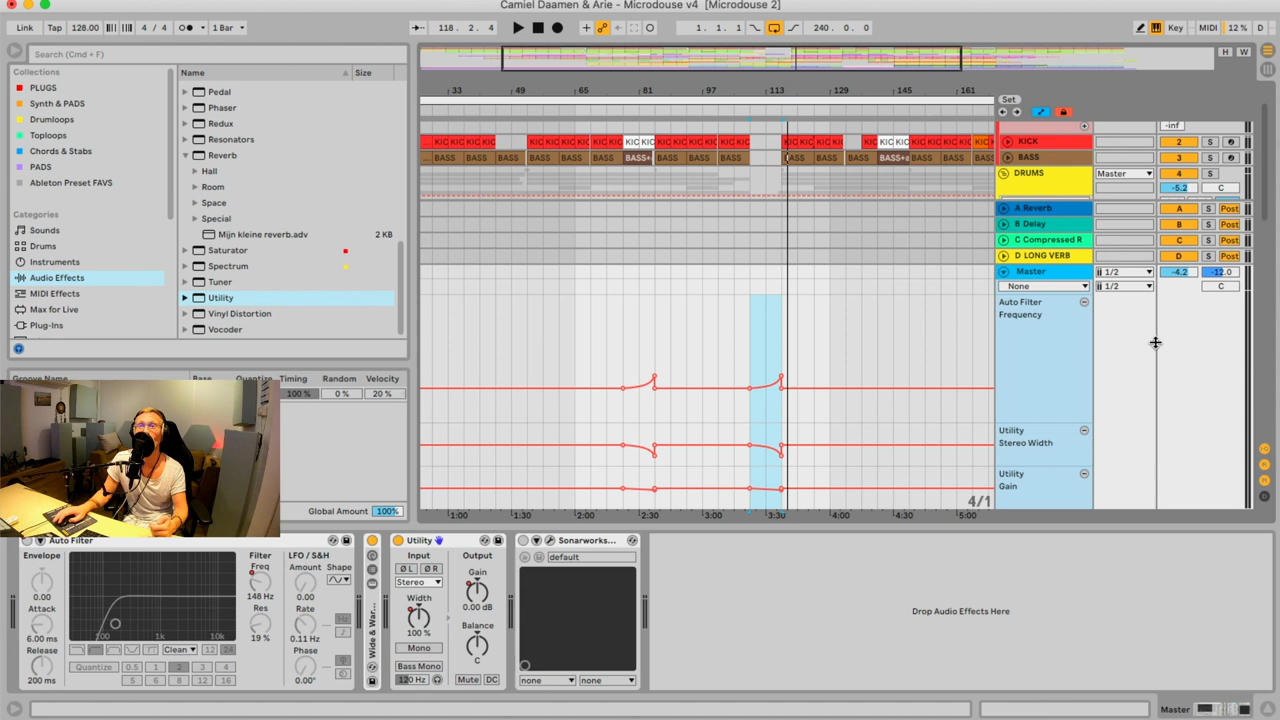 Camiel Daamen & Arie - Microdouse v4 [Microdouse 2]
Link Tap 128.00 4 / 4 1 Bar 118. 2. 4 1. 1. 1 240. 0. 0 Key MIDI 12 % D
Search (Cmd + F)
Collections
PLUGS
Synth & PADS
Drumloops
Toploops
Chords & Stabs
PADS
Ableton Preset FAVS
Categories
Sounds
Drums
Instruments
Audio Effects
MIDI Effects
Max for Live
Plug-Ins
Name Size
Pedal
Phaser
Redux
Resonators
Reverb
Hall
Room
Space
Special
Mijn kleine reverb.adv 2 KB
Saturator
Spectrum
Tuner
Utility
Vinyl Distortion
Vocoder
Groove Name Base Quantize Timing Random Velocity
100 % 0 % 20 %
Global Amount 100%
H W
33 49 65 81 97 113 129 145 161
Set
-inf
KICK 2 S
BASS 3 S
DRUMS Master 4 S
-5.2 C
A Reverb A S Post
B Delay B S Post
C Compressed R C S Post
D LONG VERB D S Post
Master 1/2 -4.2 -12.0
None 1/2 C
Auto Filter
Frequency
Utility
Stereo Width
Utility
Gain
4/1
1:00 1:30 2:00 2:30 3:00 3:30 4:00 4:30 5:00
Auto Filter
Envelope
0.00
Attack
6.00 ms
Release
200 ms
100 1k 10k
Clean 12 24
Quantize 0.5 1 2 3 4
5 6 8 12 16
Filter
Freq
148 Hz
Res
19 %
LFO / S&H
Amount Shape
0.00
Rate
0.11 Hz
Phase
0.00°
Wide & War...
Utility
Input Output
Ø L Ø R
Stereo
Width
100 %
Mono
Bass Mono
120 Hz
Gain
0.00 dB
Balance
C
Mute DC
Sonarworks...
default
none none
Drop Audio Effects Here
Master